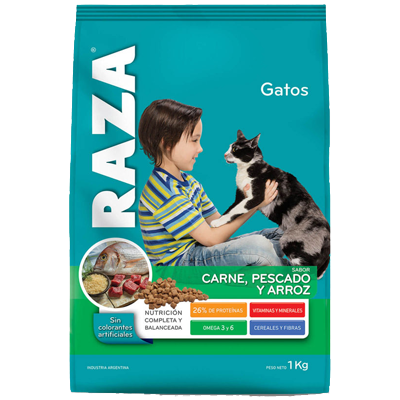 RAZA®
Gatos
SABOR
CARNE, PESCADO
Y ARROZ
Sin
colorantes
artificiales
NUTRICIÓN
COMPLETA Y
BALANCEADA
26% DE PROTEÍNAS
VITAMINAS Y MINERALES
OMEGA 3 y 6
CEREALES Y FIBRAS
INDUSTRIA ARGENTINA
PESO NETO 1Kg